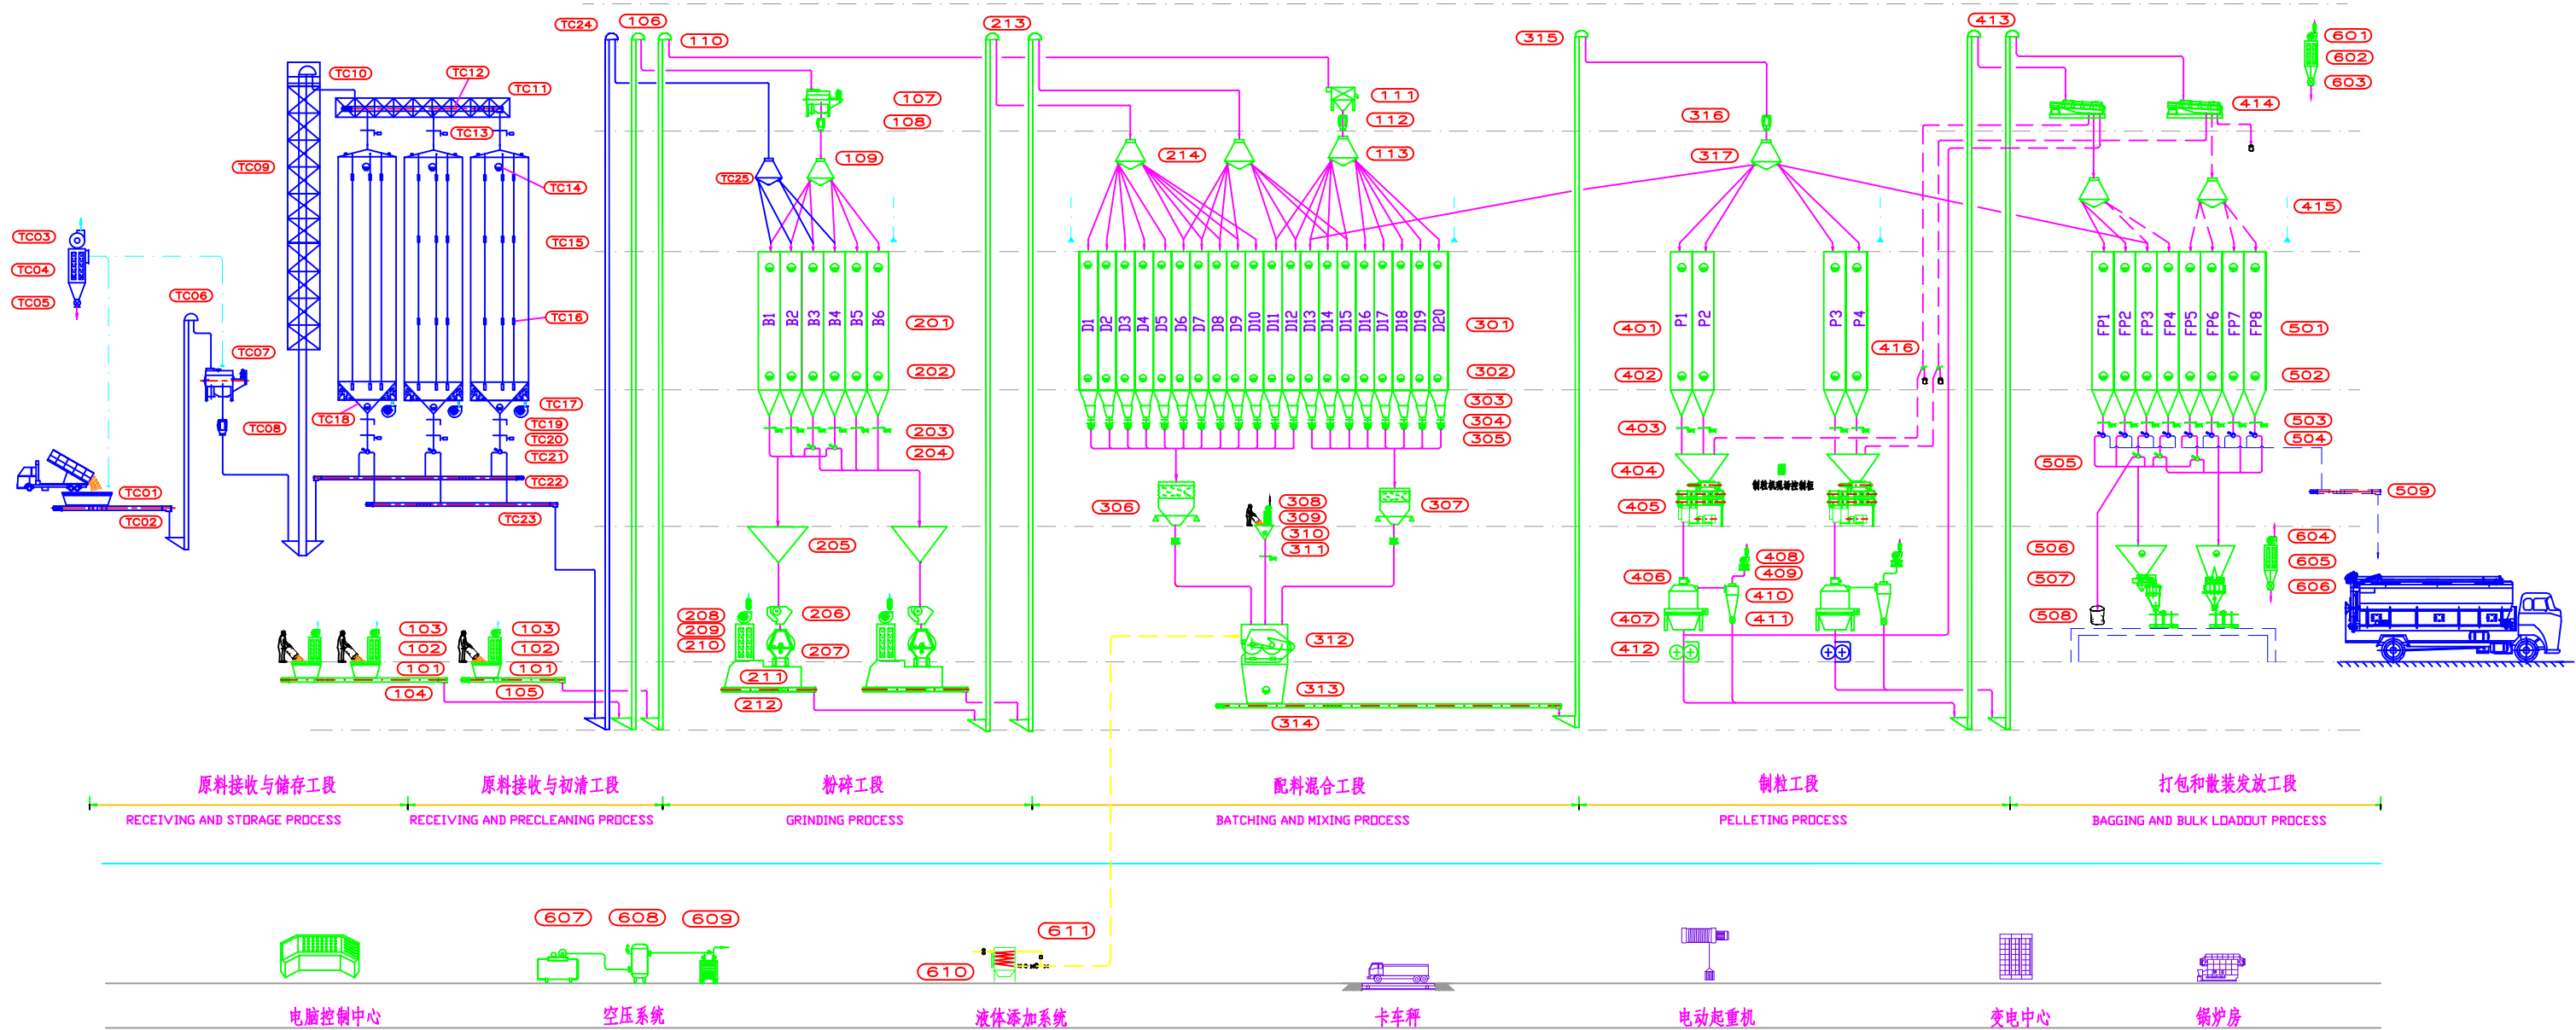 TC24
106
110
213
315
413
601
602
603
TC10
TC12
TC11
TC13
107
108
111
112
316
414
TC09
TC14
TC25
109
214
113
317
415
TC03
TC04
TC05
TC06
TC15
TC16
TC07
TC08
TC17
TC18
TC19
TC20
TC21
TC22
TC23
TC01
TC02
B1
B2
B3
B4
B5
B6
201
202
203
204
D1
D2
D3
D4
D5
D6
D7
D8
D9
D10
D11
D12
D13
D14
D15
D16
D17
D18
D19
D20
301
302
303
304
305
P1
P2
P3
P4
401
402
403
404
405
416
制粒机现场控制柜
FP1
FP2
FP3
FP4
FP5
FP6
FP7
FP8
501
502
503
504
505
509
205
306
307
308
309
310
311
506
507
508
604
605
606
103
102
101
104
103
102
101
105
208
209
210
206
207
211
212
312
313
314
406
407
408
409
410
411
412
原料接收与储存工段
原料接收与初清工段
粉碎工段
配料混合工段
制粒工段
打包和散装发放工段
RECEIVING AND STORAGE PROCESS
RECEIVING AND PRECLEANING PROCESS
GRINDING PROCESS
BATCHING AND MIXING PROCESS
PELLETING PROCESS
BAGGING AND BULK LOADOUT PROCESS
607
608
609
610
611
电脑控制中心
空压系统
液体添加系统
卡车秤
电动起重机
变电中心
锅炉房